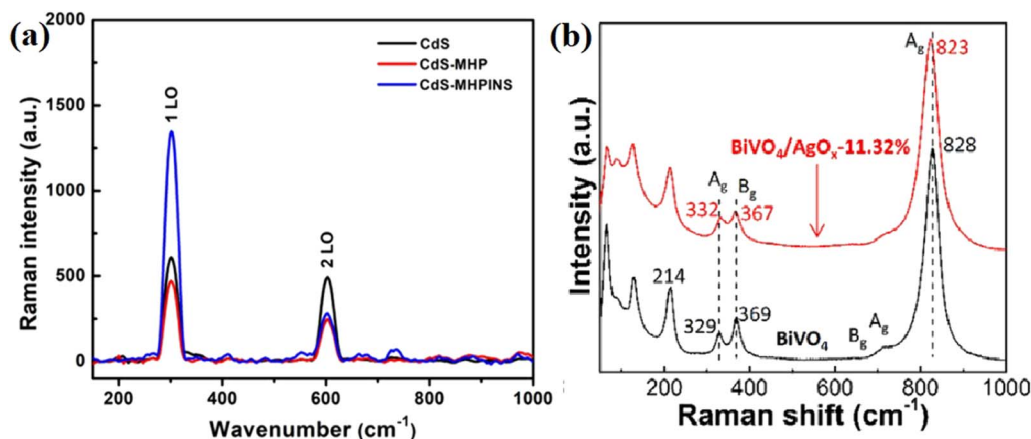 (a)
2000
1500
1000
500
0
Raman intensity (a.u.)
1 LO
2 LO
CdS
CdS-MHP
CdS-MHPINS
200
400
600
800
1000
Wavenumber (cm⁻¹)
(b)
Intensity (a.u.)
Ag
823
BiVO₄/AgOₓ-11.32%
828
Ag
Bg
332
367
214
329
369
BiVO₄
Bg
Ag
200
400
600
800
1000
Raman shift (cm⁻¹)